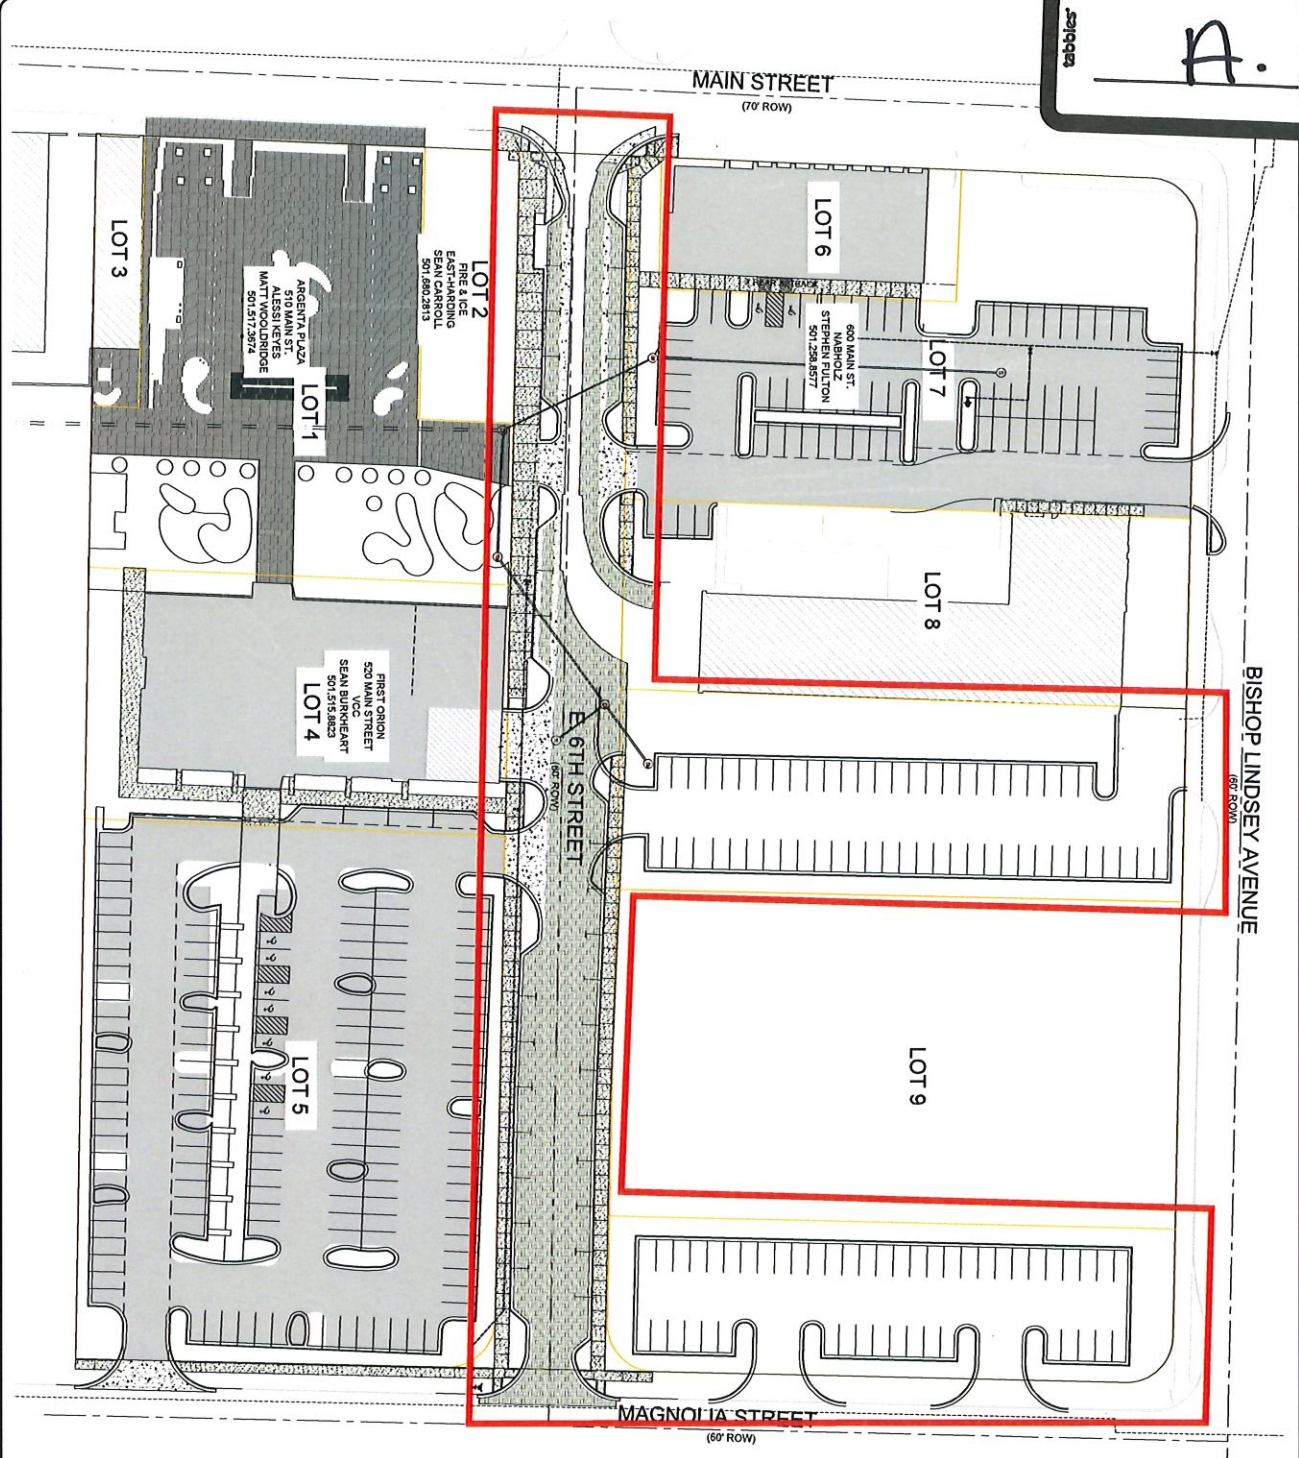 tabbies®
A.
MAIN STREET
(70' ROW)
LOT 3
ARGENTA PLAZA
510 MAIN ST.
ALESSI KEYES
MATT WOOLDRIDGE
501.517.3674
LOT 1
LOT 2
FIRE & ICE
EAST-HARDING
SEAN CARROLL
501.680.2813
LOT 6
600 MAIN ST.
NABHOLZ
STEPHEN FULTON
501.258.8577
LOT 7
LOT 8
BISHOP LINDSEY AVENUE
(60' ROW)
FIRST ORION
520 MAIN STREET
VCC
SEAN BURKHEART
501.515.8823
LOT 4
E. 6TH STREET
(60' ROW)
LOT 5
LOT 9
MAGNOLIA STREET
(60' ROW)